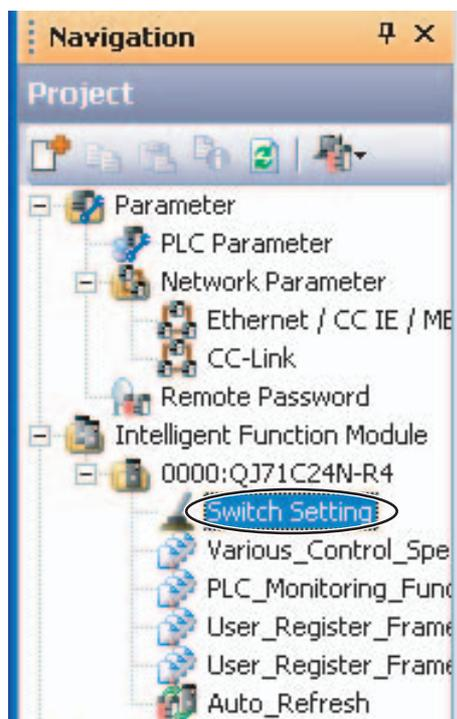 Navigation
Project
Parameter
PLC Parameter
Network Parameter
Ethernet / CC IE / ME
CC-Link
Remote Password
Intelligent Function Module
0000:QJ71C24N-R4
Switch Setting
Various_Control_Spe
PLC_Monitoring_Func
User_Register_Frame
User_Register_Frame
Auto_Refresh